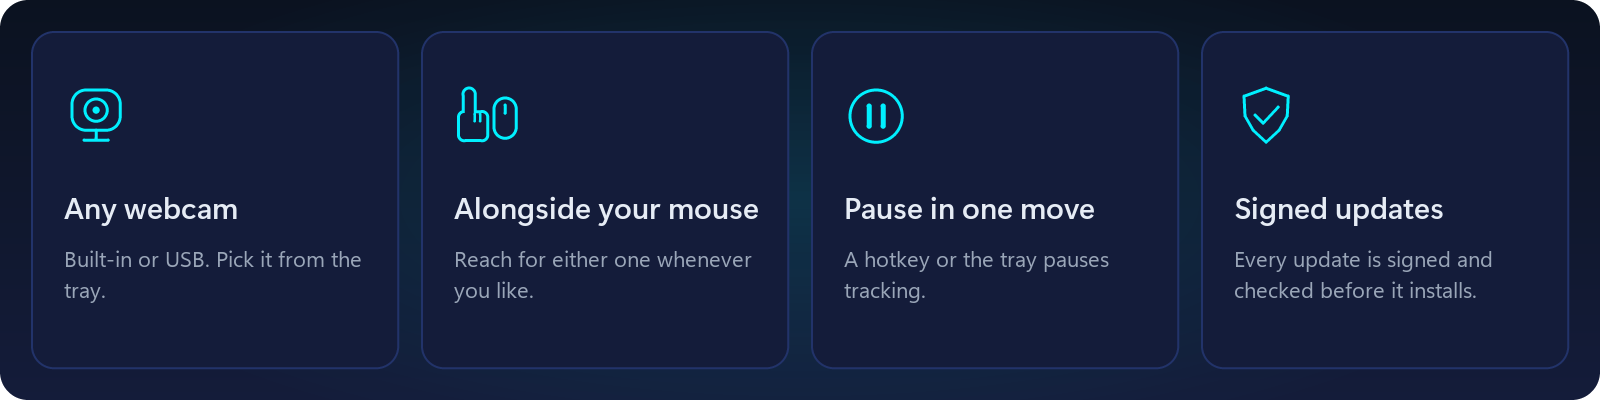 Any webcam
Built-in or USB. Pick it from the
tray.
Alongside your mouse
Reach for either one whenever
you like.
Pause in one move
A hotkey or the tray pauses
tracking.
Signed updates
Every update is signed and
checked before it installs.